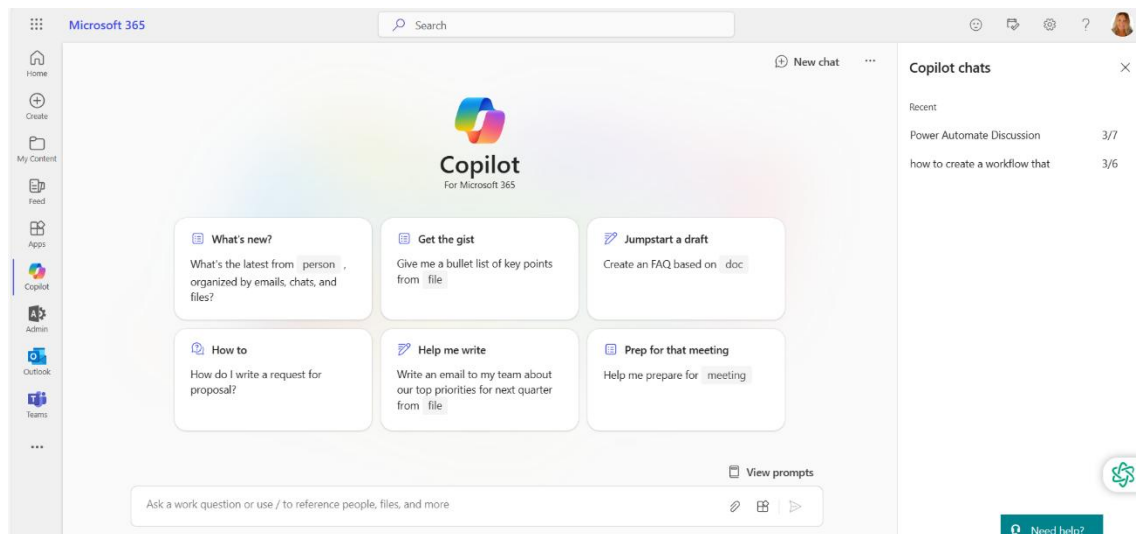 Microsoft 365
Search
Home
Create
My Content
Feed
Apps
Copilot
Admin
Outlook
Teams
New chat
Copilot
For Microsoft 365
What's new?
What's the latest from person ,
organized by emails, chats, and
files?
Get the gist
Give me a bullet list of key points
from file
Jumpstart a draft
Create an FAQ based on doc
How to
How do I write a request for
proposal?
Help me write
Write an email to my team about
our top priorities for next quarter
from file
Prep for that meeting
Help me prepare for meeting
View prompts
Ask a work question or use / to reference people, files, and more
Copilot chats
Recent
Power Automate Discussion 3/7
how to create a workflow that 3/6
Need help?